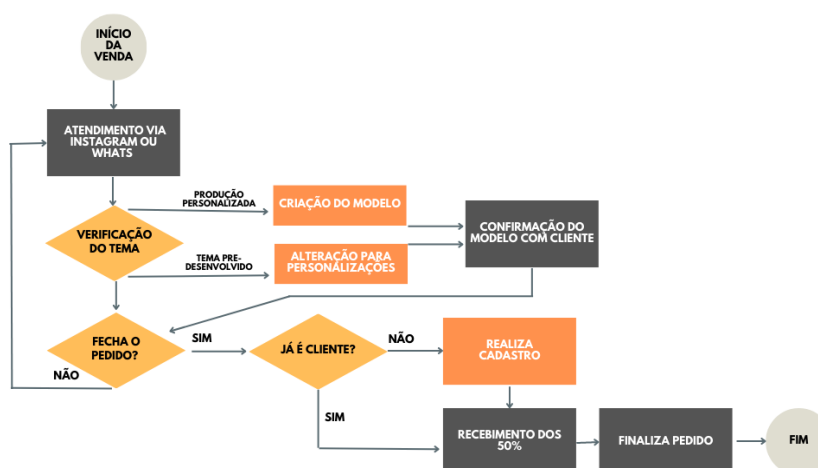 INÍCIO
DA
VENDA
ATENDIMENTO VIA
INSTAGRAM OU
WHATS
PRODUÇÃO
PERSONALIZADA
CRIAÇÃO DO MODELO
CONFIRMAÇÃO DO
MODELO COM CLIENTE
VERIFICAÇÃO
DO TEMA
TEMA PRE-
DESENVOLVIDO
ALTERAÇÃO PARA
PERSONALIZAÇÕES
FECHA O
PEDIDO?
SIM
JÁ É CLIENTE?
NÃO
REALIZA
CADASTRO
NÃO
SIM
RECEBIMENTO DOS
50%
FINALIZA PEDIDO
FIM